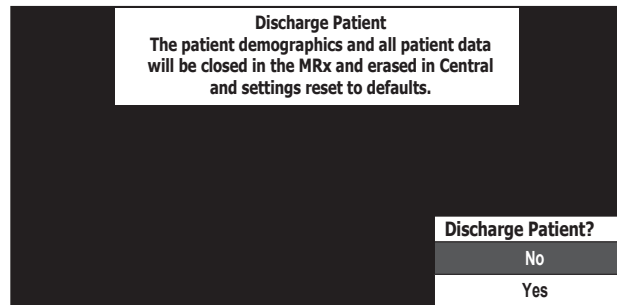 Discharge Patient
The patient demographics and all patient data
will be closed in the MRx and erased in Central
and settings reset to defaults.
Discharge Patient?
No
Yes